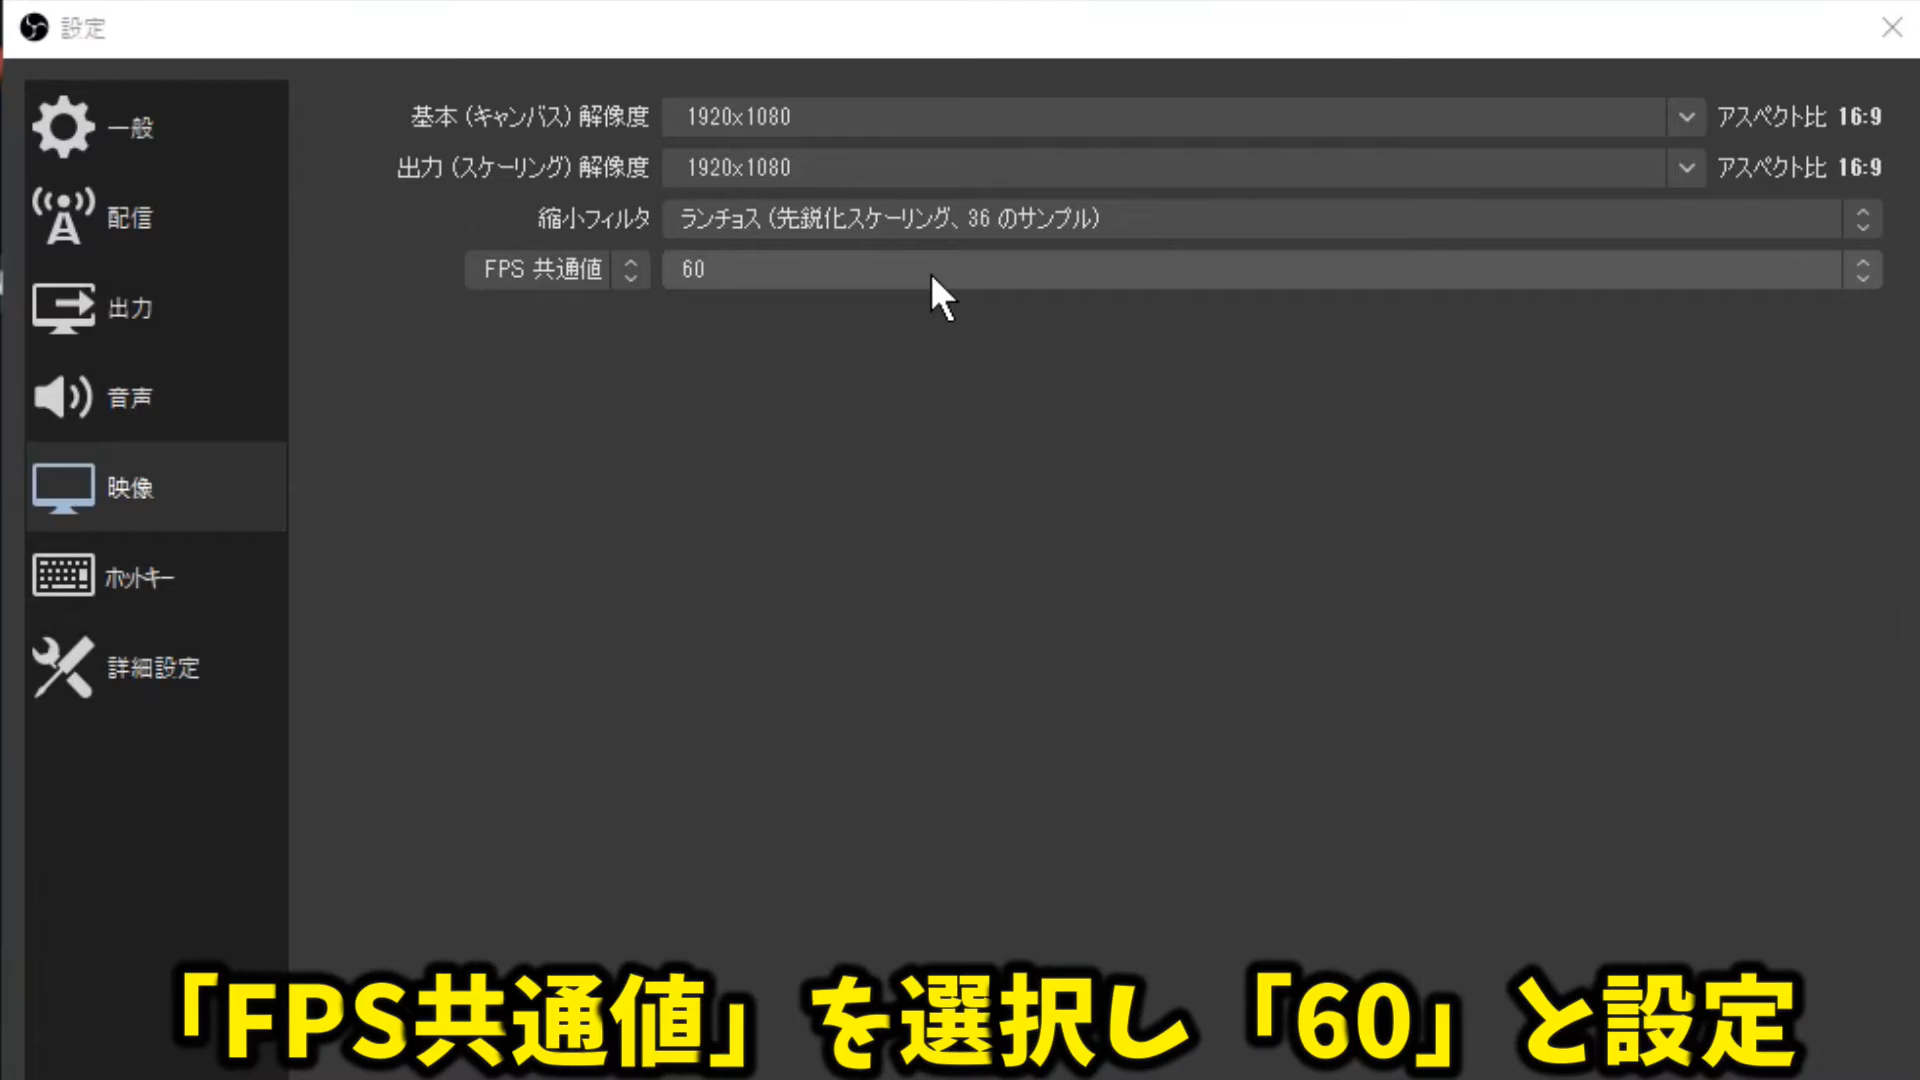 設定
一般
配信
出力
音声
映像
ホットキー
詳細設定
基本 (キャンバス) 解像度 1920x1080 アスペクト比 16:9
出力 (スケーリング) 解像度 1920x1080 アスペクト比 16:9
縮小フィルタ ランチョス (先鋭化スケーリング、36 のサンプル)
FPS 共通値 60
「FPS共通値」を選択し「60」と設定